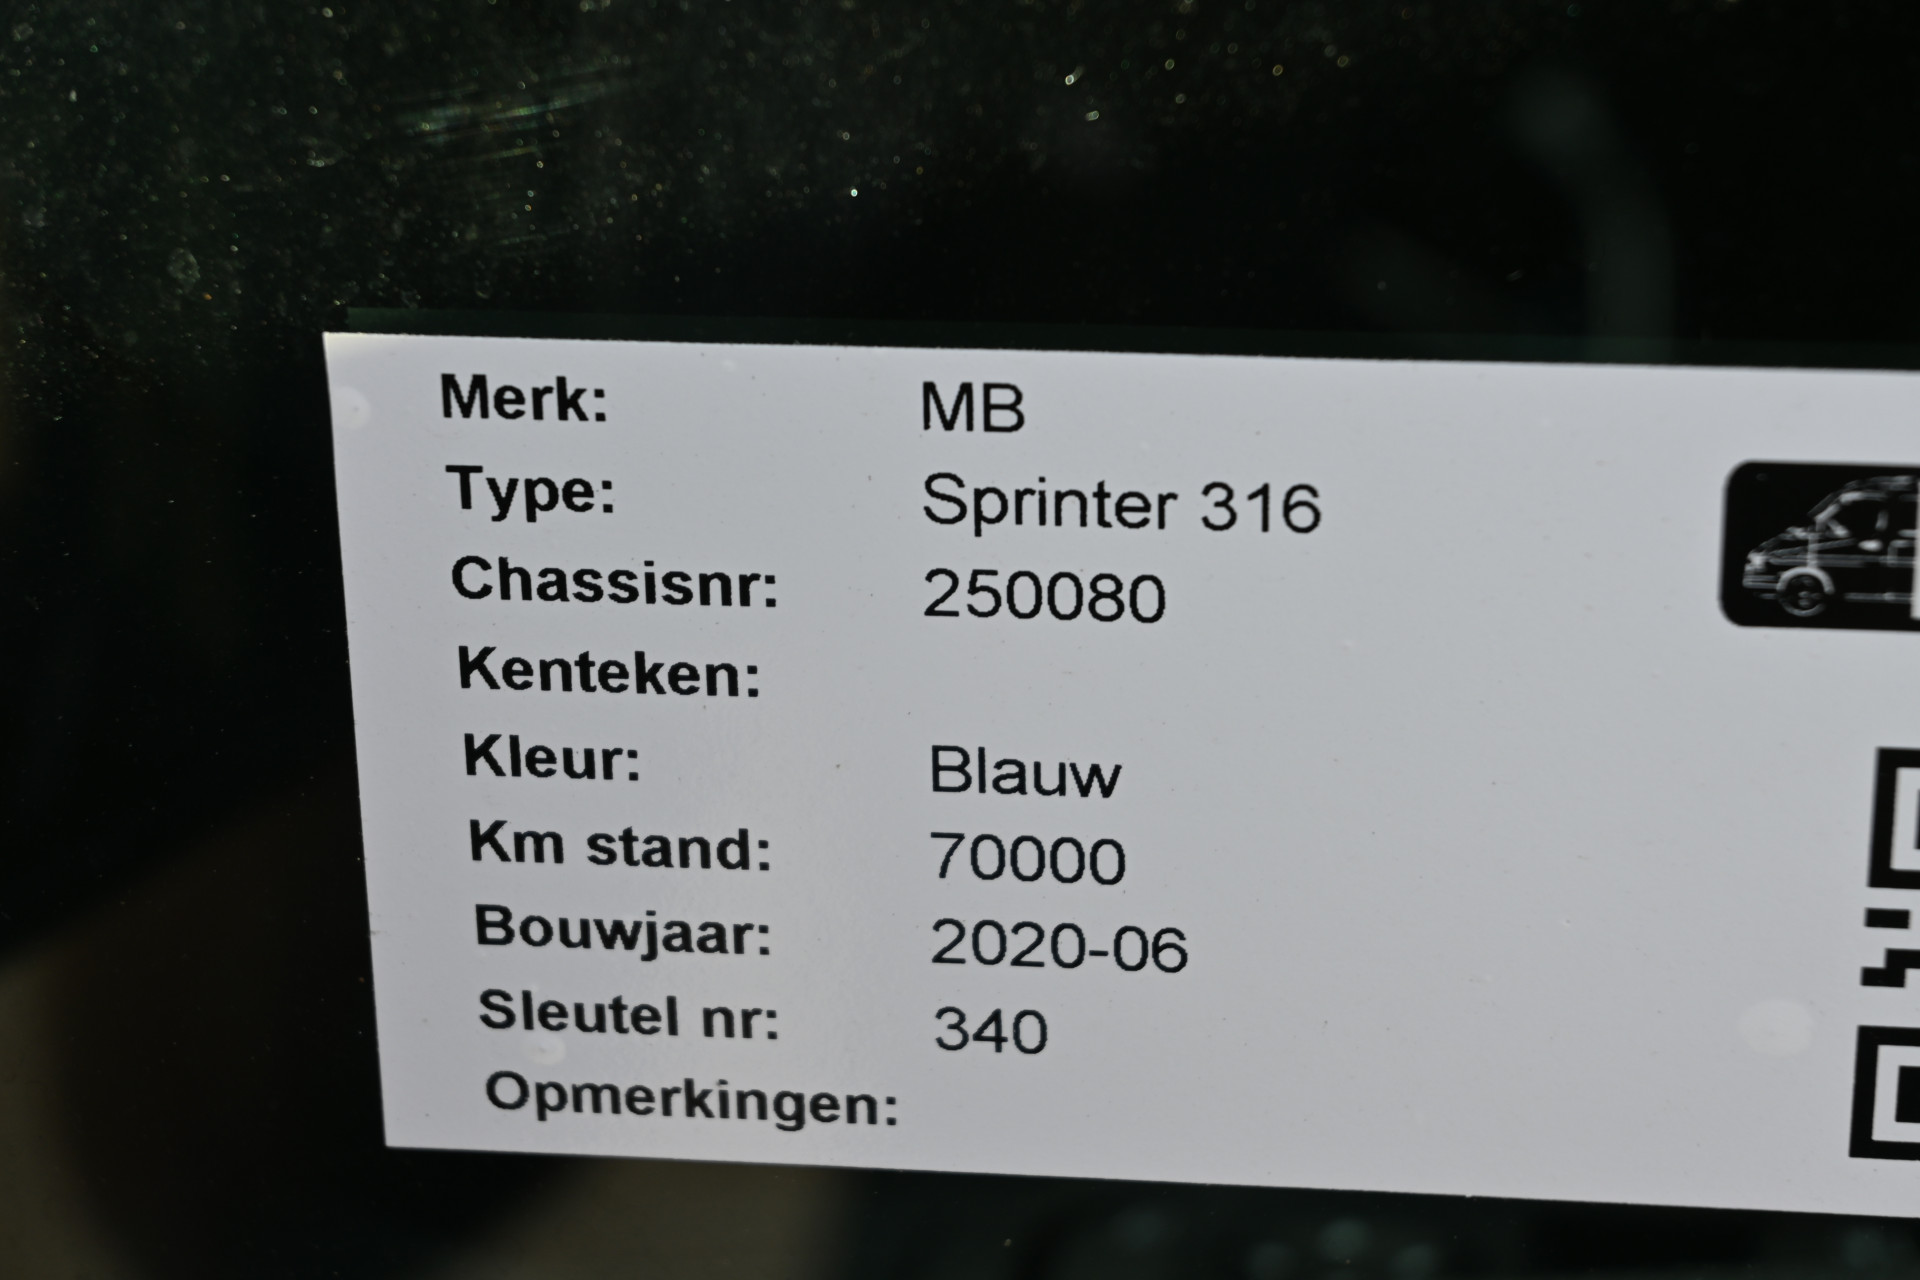 Merk: MB
Type: Sprinter 316
Chassisnr: 250080
Kenteken:
Kleur: Blauw
Km stand: 70000
Bouwjaar: 2020-06
Sleutel nr: 340
Opmerkingen: